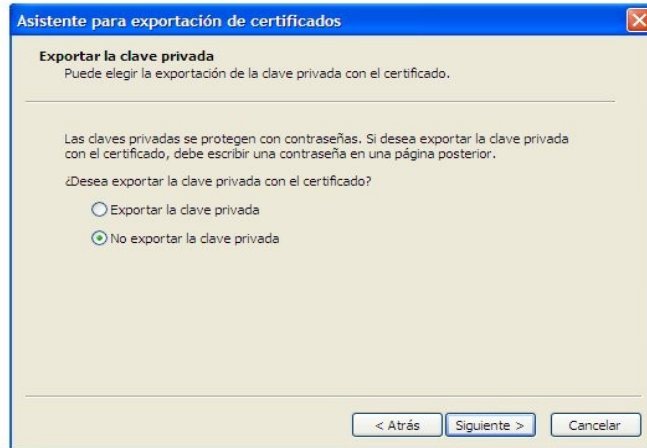 Asistente para exportación de certificados
Exportar la clave privada
Puede elegir la exportación de la clave privada con el certificado.
Las claves privadas se protegen con contraseñas. Si desea exportar la clave privada
con el certificado, debe escribir una contraseña en una página posterior.
¿Desea exportar la clave privada con el certificado?
Exportar la clave privada
No exportar la clave privada
< Atrás Siguiente > Cancelar